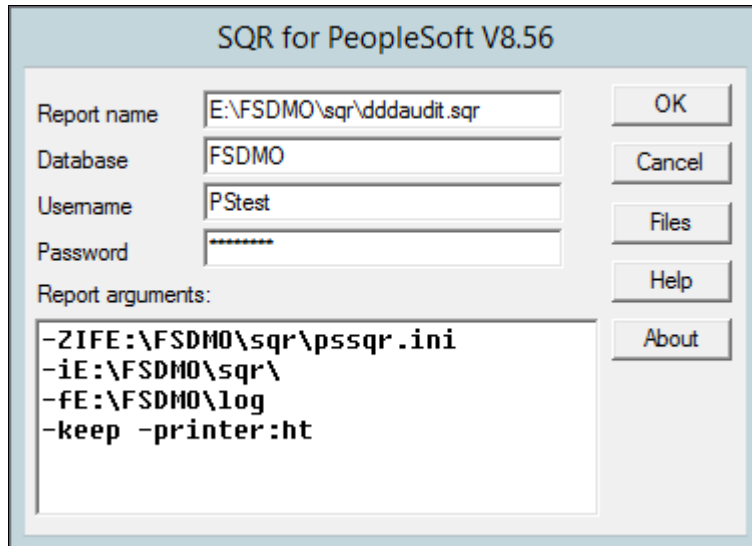 SQR for PeopleSoft V8.56
Report name E:\FSDMO\sqr\dddaudit.sqr OK
Database FSDMO Cancel
Username PStest
Files
Password ********
Report arguments: Help
-ZIFE:\FSDMO\sqr\pssqr.ini About
-iE:\FSDMO\sqr\
-fE:\FSDMO\log
-keep -printer:ht